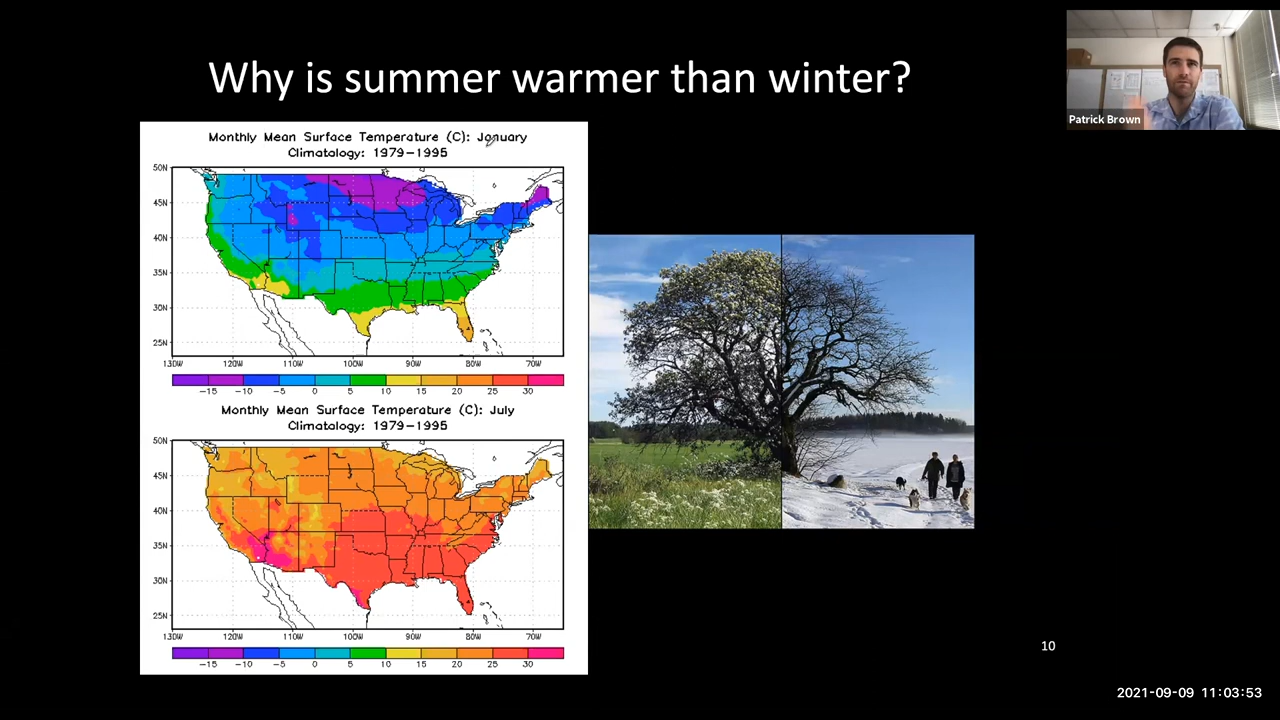 Why is summer warmer than winter?
Patrick Brown
Monthly Mean Surface Temperature (C): January
Climatology: 1979-1995
50N
45N
40N
35N
30N
25N
130W 120W 110W 100W 90W 80W 70W
-15 -10 -5 0 5 10 15 20 25 30
Monthly Mean Surface Temperature (C): July
Climatology: 1979-1995
50N
45N
40N
35N
30N
25N
130W 120W 110W 100W 90W 80W 70W
-15 -10 -5 0 5 10 15 20 25 30
10
2021-09-09 11:03:53